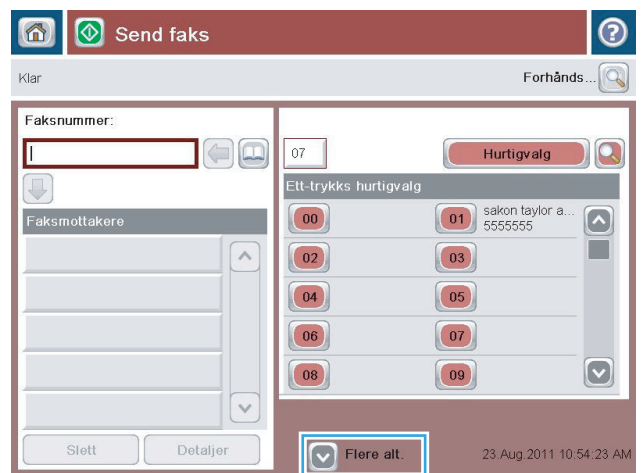 Send faks
Klar
Forhånds...
Faksnummer:
07
Hurtigvalg
Ett-trykks hurtigvalg
Faksmottakere
00
01
sakon taylor a...
5555555
02
03
04
05
06
07
08
09
Slett
Detaljer
Flere alt.
23.Aug.2011 10:54:23 AM